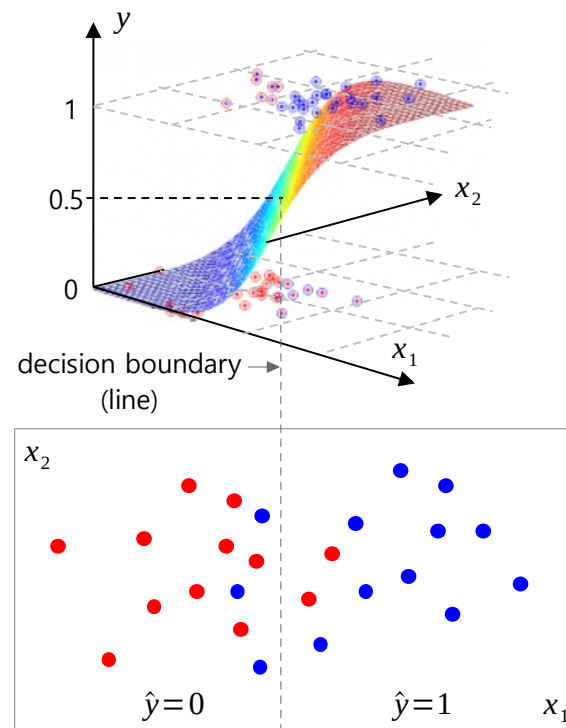 y
1
0.5
x₂
0
x₁
decision boundary
(line)
x₂
ŷ=0
ŷ=1
x₁